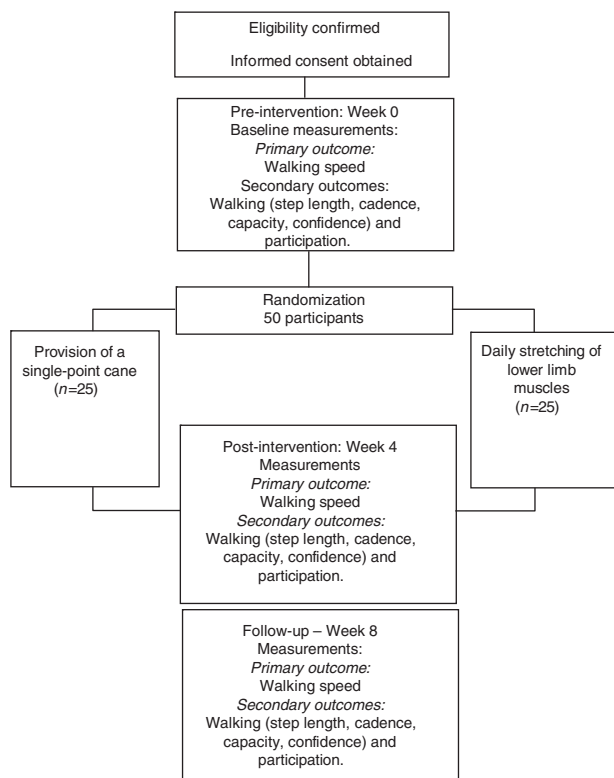 Eligibility confirmed
Informed consent obtained
Pre-intervention: Week 0
Baseline measurements:
Primary outcome:
Walking speed
Secondary outcomes:
Walking (step length, cadence,
capacity, confidence) and
participation.
Randomization
50 participants
Provision of a
single-point cane
(n=25)
Daily stretching of
lower limb
muscles
(n=25)
Post-intervention: Week 4
Measurements
Primary outcome:
Walking speed
Secondary outcomes:
Walking (step length, cadence,
capacity, confidence) and
participation.
Follow-up – Week 8
Measurements:
Primary outcome:
Walking speed
Secondary outcomes:
Walking (step length, cadence,
capacity, confidence) and
participation.